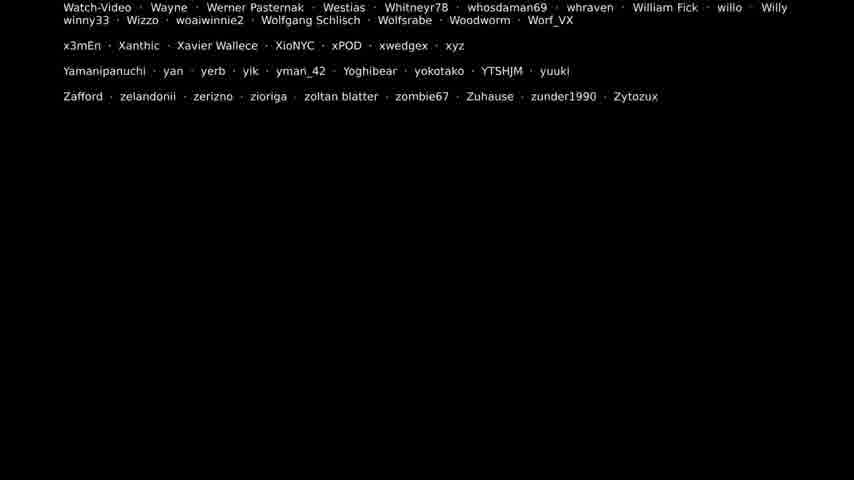 Watch-Video · Wayne · Werner Pasternak · Westias · Whitneyr78 · whosdaman69 · whraven · William Fick · willo · Willy
winny33 · Wizzo · woaiwinnie2 · Wolfgang Schlisch · Wolfsrabe · Woodworm · Worf_VX
x3mEn · Xanthic · Xavier Wallece · XioNYC · xPOD · xwedgex · xyz
Yamanipanuchi · yan · yerb · yik · yman_42 · Yoghibear · yokotako · YTSHJM · yuuki
Zafford · zelandonii · zerizno · zioriga · zoltan blatter · zombie67 · Zuhause · zunder1990 · Zytozux